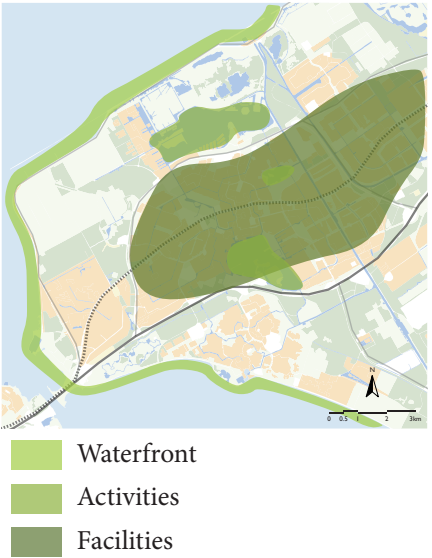 N
0 0.5 1 2 3km
Waterfront
Activities
Facilities